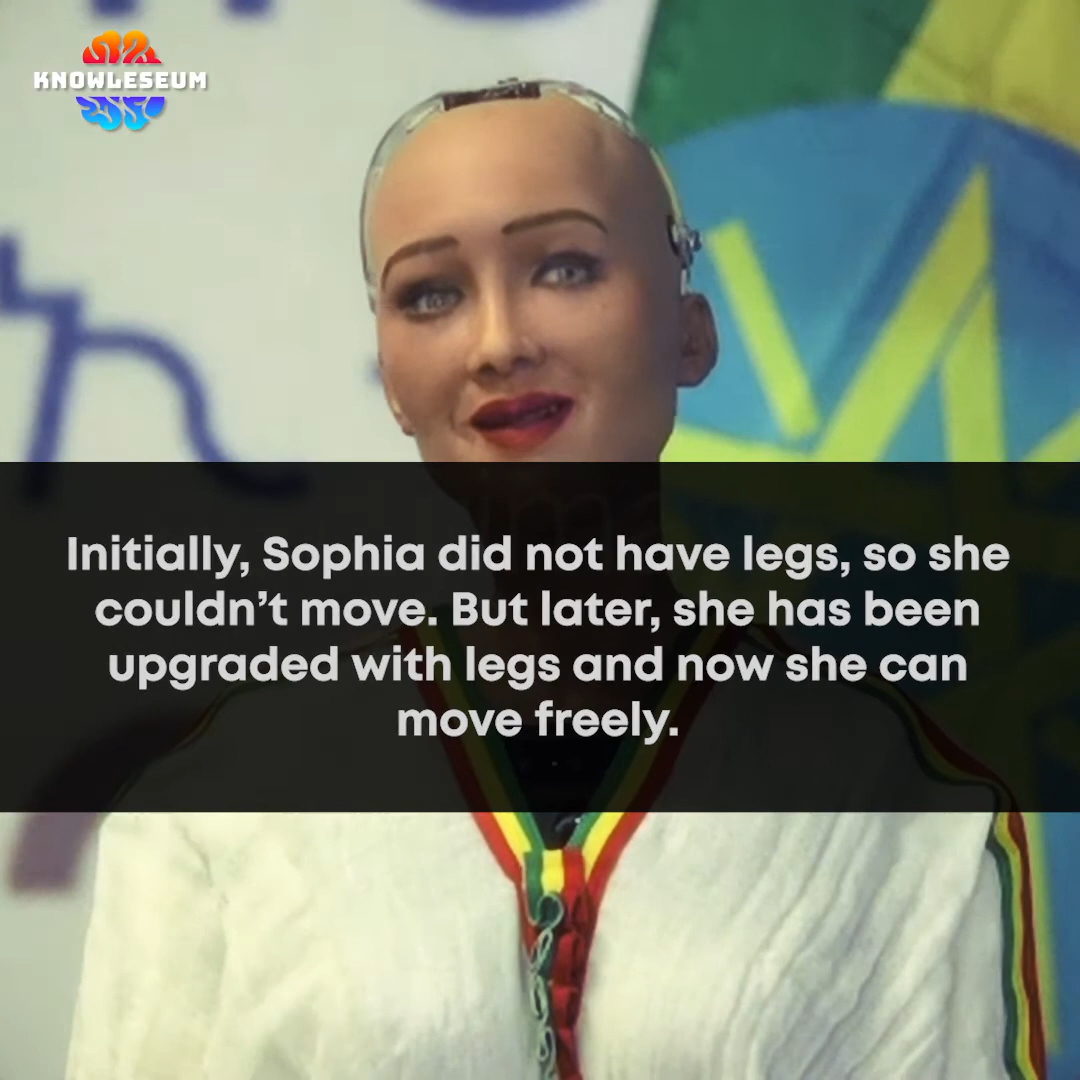 KNOWLESEUM
Initially, Sophia did not have legs, so she
couldn't move. But later, she has been
upgraded with legs and now she can
move freely.